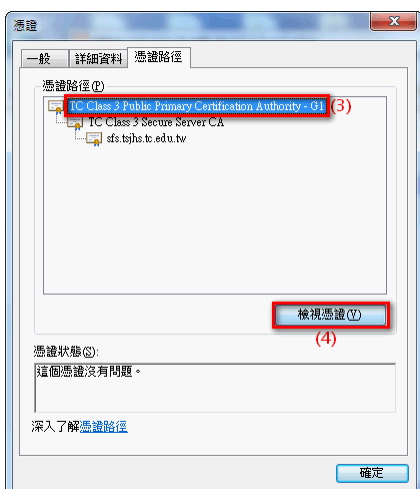 憑證
一般 詳細資料 憑證路徑
憑證路徑(P)
TC Class 3 Public Primary Certification Authority - G1 (3)
TC Class 3 Secure Server CA
sfs.tsjhs.tc.edu.tw
檢視憑證(V)
(4)
憑證狀態(S):
這個憑證沒有問題。
深入了解憑證路徑
確定